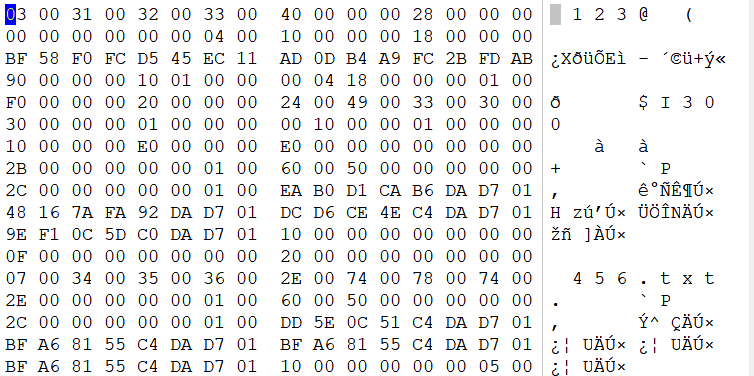 03 00 31 00 32 00 33 00 40 00 00 00 28 00 00 00 1 2 3 @ (
00 00 00 00 00 00 04 00 10 00 00 00 18 00 00 00
BF 58 F0 FC D5 45 EC 11 AD 0D B4 A9 FC 2B FD AB ¿XðüÕEì - ´©ü+ý«
90 00 00 00 10 01 00 00 00 04 18 00 00 00 01 00
F0 00 00 00 20 00 00 00 24 00 49 00 33 00 30 00 ð $ I 3 0
30 00 00 00 01 00 00 00 00 10 00 00 01 00 00 00 0
10 00 00 00 E0 00 00 00 E0 00 00 00 00 00 00 00 à à
2B 00 00 00 00 00 01 00 60 00 50 00 00 00 00 00 + ` P
2C 00 00 00 00 00 01 00 EA B0 D1 CA B6 DA D7 01 , ê°ÑÊ¶Ú×
48 16 7A FA 92 DA D7 01 DC D6 CE 4E C4 DA D7 01 H zú’Ú× ÜÖÎNÄÚ×
9E F1 0C 5D C0 DA D7 01 10 00 00 00 00 00 00 00 žñ ]ÀÚ×
0F 00 00 00 00 00 00 00 20 00 00 00 00 00 00 00
07 00 34 00 35 00 36 00 2E 00 74 00 78 00 74 00 4 5 6 . t x t
2E 00 00 00 00 00 01 00 60 00 50 00 00 00 00 00 . ` P
2C 00 00 00 00 00 01 00 DD 5E 0C 51 C4 DA D7 01 , Ý^ QÄÚ×
BF A6 81 55 C4 DA D7 01 BF A6 81 55 C4 DA D7 01 ¿¦ UÄÚ× ¿¦ UÄÚ×
BF A6 81 55 C4 DA D7 01 10 00 00 00 00 00 05 00 ¿¦ UÄÚ×